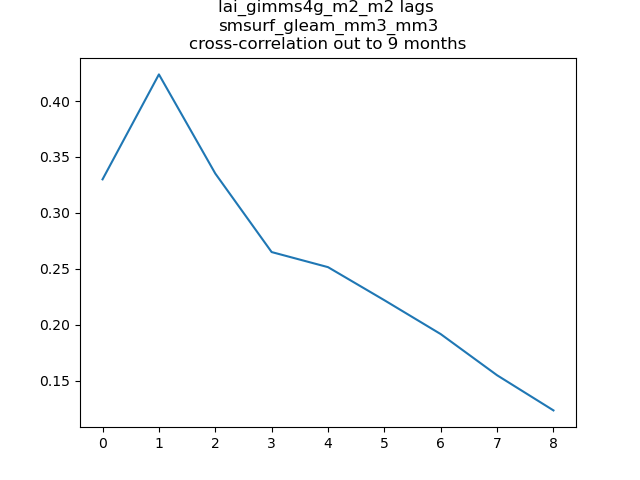 lai_gimms4g_m2_m2 lags
smsurf_gleam_mm3_mm3
cross-correlation out to 9 months
0.40
0.35
0.30
0.25
0.20
0.15
0 1 2 3 4 5 6 7 8